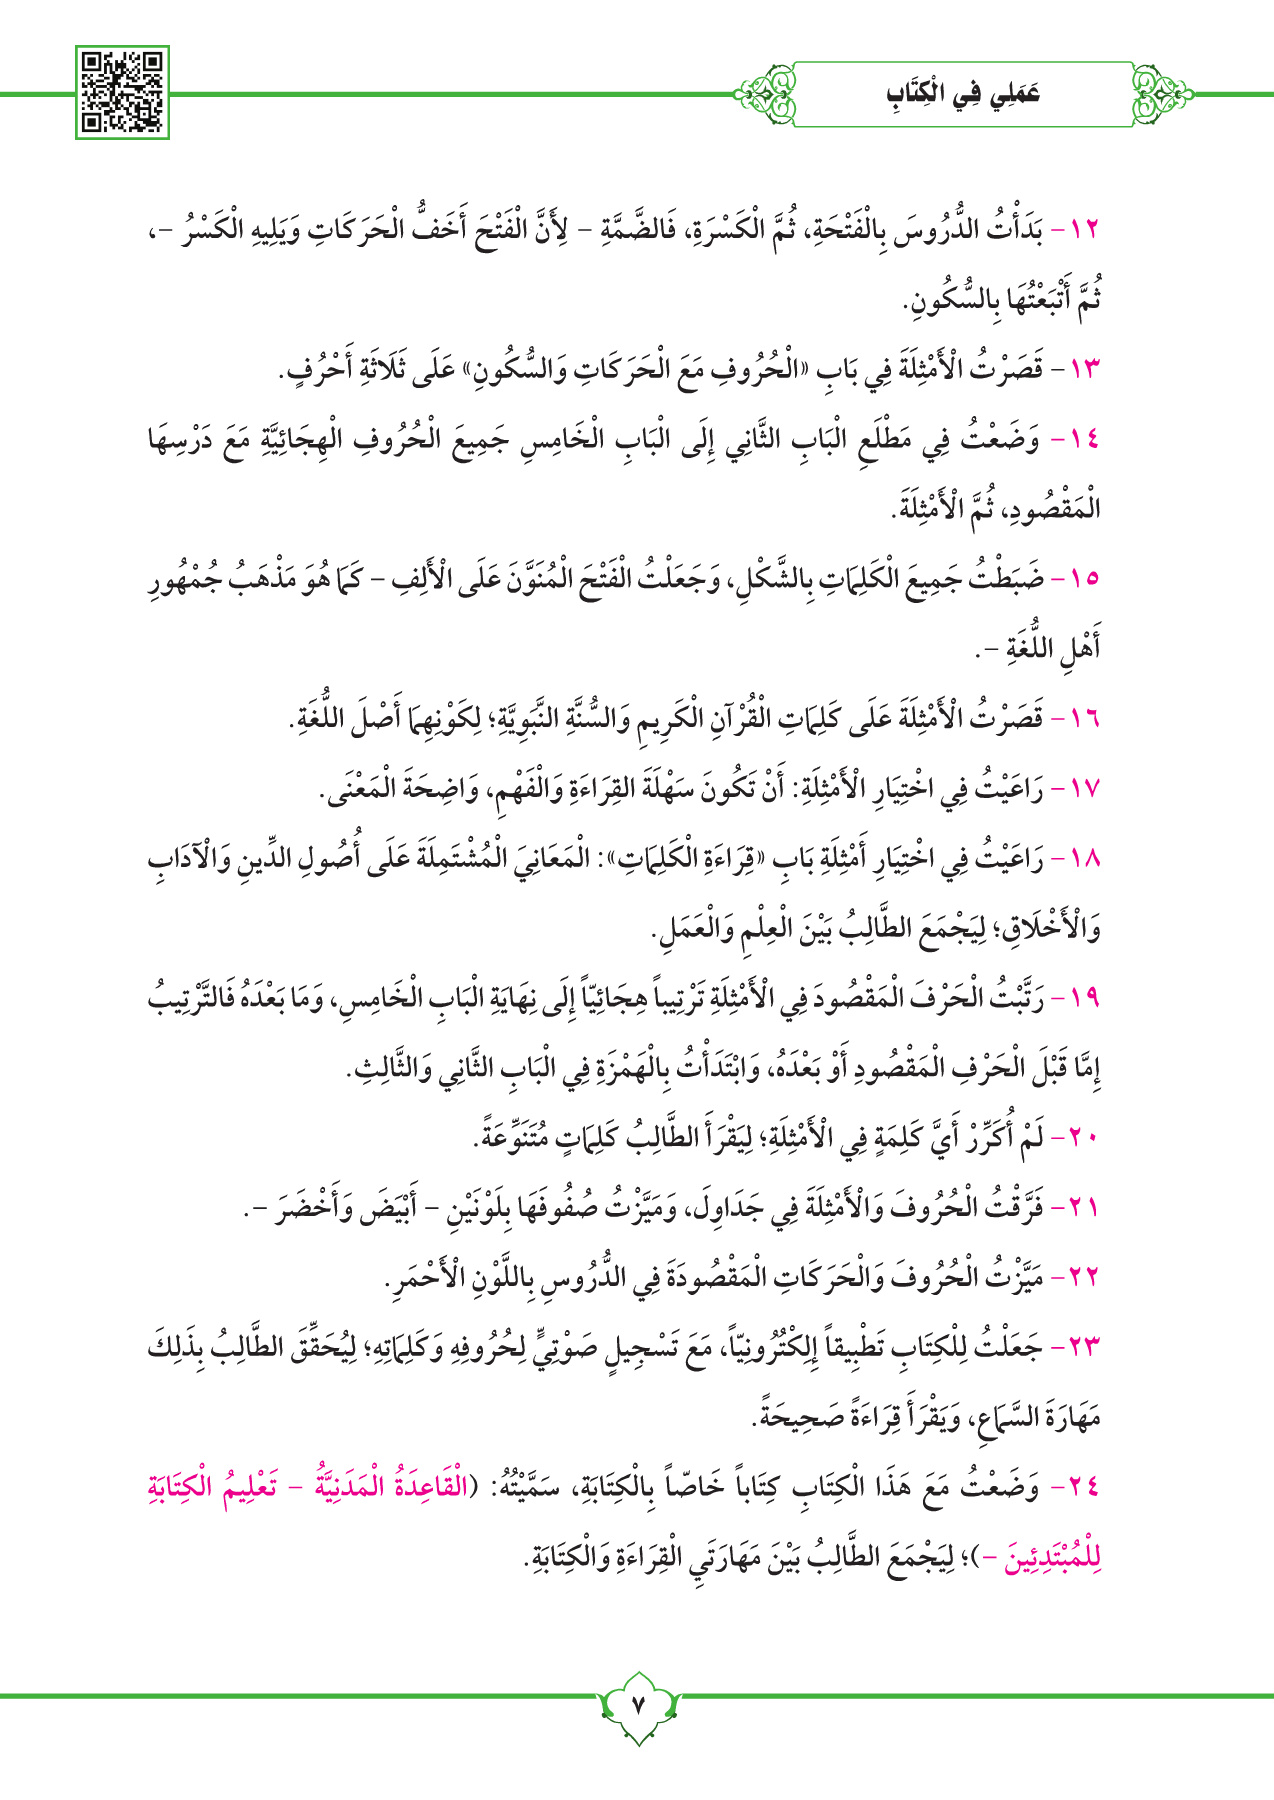 عَمَلِي فِي الْكِتَابِ
١٢- بَدَأْتُ الدُّرُوسَ بِالْفَتْحَةِ، ثُمَّ الْكَسْرَةِ، فَالضَّمَّةِ – لِأَنَّ الْفَتْحَ أَخَفُّ الْحَرَكَاتِ وَيَلِيهِ الْكَسْرُ –،
ثُمَّ أَتْبَعْتُهَا بِالسُّكُونِ.
١٣- قَصَرْتُ الْأَمْثِلَةَ فِي بَابِ «الْحُرُوفِ مَعَ الْحَرَكَاتِ وَالسُّكُونِ» عَلَى ثَلَاثَةِ أَحْرُفٍ.
١٤- وَضَعْتُ فِي مَطْلَعِ الْبَابِ الثَّانِي إِلَى الْبَابِ الْخَامِسِ جَمِيعَ الْحُرُوفِ الْهِجَائِيَّةِ مَعَ دَرْسِهَا
الْمَقْصُودِ، ثُمَّ الْأَمْثِلَةَ.
١٥- ضَبَطْتُ جَمِيعَ الْكَلِمَاتِ بِالشَّكْلِ، وَجَعَلْتُ الْفَتْحَ الْمُنَوَّنَ عَلَى الْأَلِفِ – كَمَا هُوَ مَذْهَبُ جُمْهُورِ
أَهْلِ اللُّغَةِ –.
١٦- قَصَرْتُ الْأَمْثِلَةَ عَلَى كَلِمَاتِ الْقُرْآنِ الْكَرِيمِ وَالسُّنَّةِ النَّبَوِيَّةِ؛ لِكَوْنِهِمَا أَصْلَ اللُّغَةِ.
١٧- رَاعَيْتُ فِي اخْتِيَارِ الْأَمْثِلَةِ: أَنْ تَكُونَ سَهْلَةَ القِرَاءَةِ وَالْفَهْمِ، وَاضِحَةَ الْمَعْنَى.
١٨- رَاعَيْتُ فِي اخْتِيَارِ أَمْثِلَةِ بَابِ «قِرَاءَةِ الْكَلِمَاتِ»: الْمَعَانِيَ الْمُشْتَمِلَةَ عَلَى أُصُولِ الدِّينِ وَالْآدَابِ
وَالْأَخْلَاقِ؛ لِيَجْمَعَ الطَّالِبُ بَيْنَ الْعِلْمِ وَالْعَمَلِ.
١٩- رَتَّبْتُ الْحَرْفَ الْمَقْصُودَ فِي الْأَمْثِلَةِ تَرْتِيباً هِجَائِيّاً إِلَى نِهَايَةِ الْبَابِ الْخَامِسِ، وَمَا بَعْدَهُ فَالتَّرْتِيبُ
إِمَّا قَبْلَ الْحَرْفِ الْمَقْصُودِ أَوْ بَعْدَهُ، وَابْتَدَأْتُ بِالْهَمْزَةِ فِي الْبَابِ الثَّانِي وَالثَّالِثِ.
٢٠- لَمْ أُكَرِّرْ أَيَّ كَلِمَةٍ فِي الْأَمْثِلَةِ؛ لِيَقْرَأَ الطَّالِبُ كَلِمَاتٍ مُتَنَوِّعَةً.
٢١- فَرَّقْتُ الْحُرُوفَ وَالْأَمْثِلَةَ فِي جَدَاوِلَ، وَمَيَّزْتُ صُفُوفَهَا بِلَوْنَيْنِ – أَبْيَضَ وَأَخْضَرَ –.
٢٢- مَيَّزْتُ الْحُرُوفَ وَالْحَرَكَاتِ الْمَقْصُودَةَ فِي الدُّرُوسِ بِاللَّوْنِ الْأَحْمَرِ.
٢٣- جَعَلْتُ لِلْكِتَابِ تَطْبِيقاً إِلِكْتُرُونِيّاً، مَعَ تَسْجِيلٍ صَوْتِيٍّ لِحُرُوفِهِ وَكَلِمَاتِهِ؛ لِيُحَقِّقَ الطَّالِبُ بِذَلِكَ
مَهَارَةَ السَّمَاعِ، وَيَقْرَأَ قِرَاءَةً صَحِيحَةً.
٢٤- وَضَعْتُ مَعَ هَذَا الْكِتَابِ كِتَاباً خَاصّاً بِالْكِتَابَةِ، سَمَّيْتُهُ: (الْقَاعِدَةُ الْمَدَنِيَّةُ – تَعْلِيمُ الْكِتَابَةِ
لِلْمُبْتَدِئِينَ –)؛ لِيَجْمَعَ الطَّالِبُ بَيْنَ مَهَارَتَيِ الْقِرَاءَةِ وَالْكِتَابَةِ.
٧